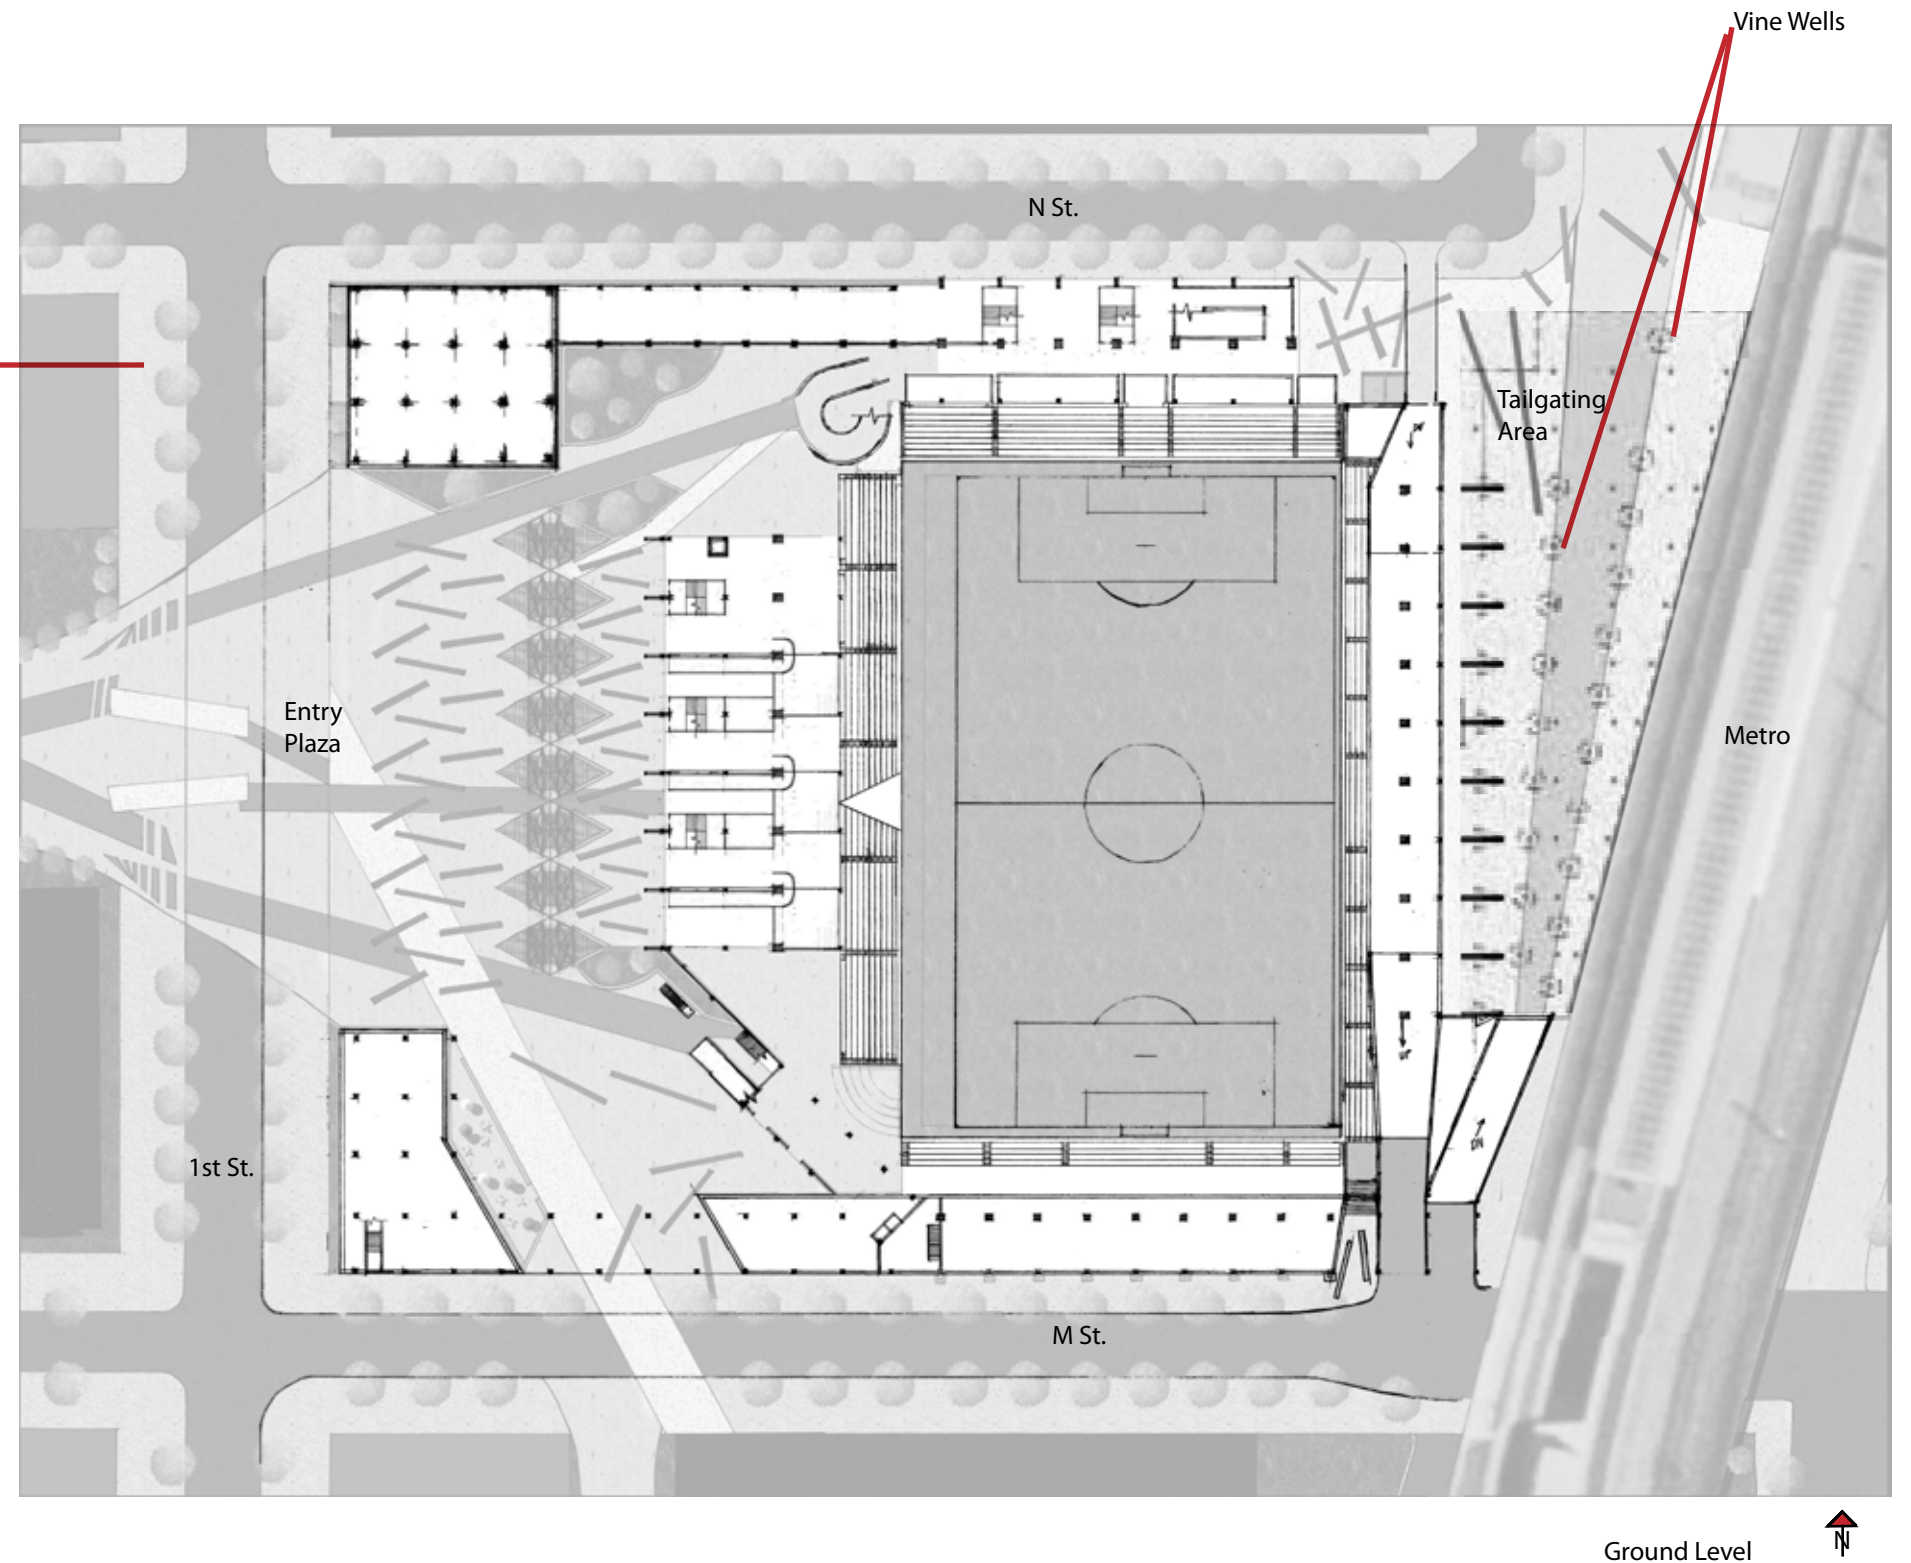 Vine Wells
N St.
Tailgating
Area
Entry
Plaza
Metro
1st St.
M St.
Ground Level
N